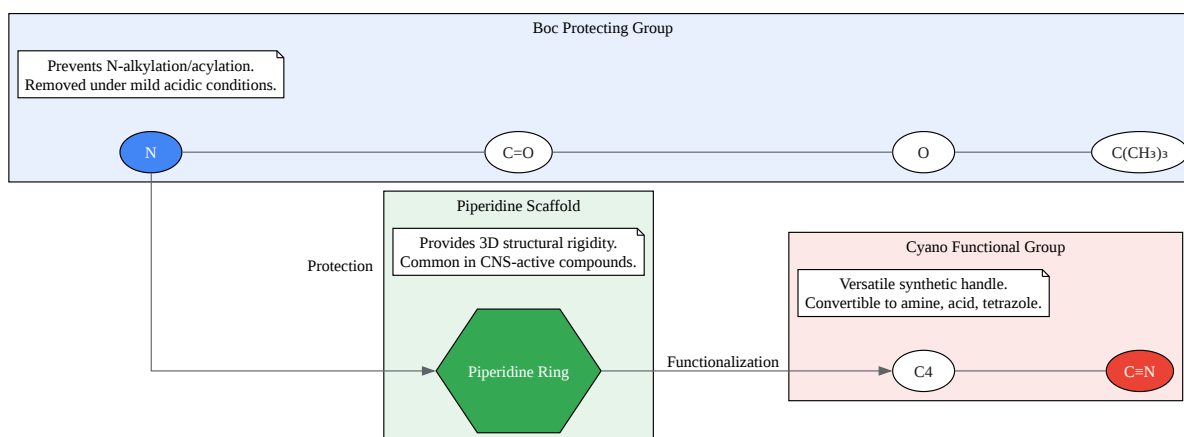 Boc Protecting Group
Prevents N-alkylation/acylation.
Removed under mild acidic conditions.
N
C=O
O
C(CH₃)₃
Piperidine Scaffold
Provides 3D structural rigidity.
Common in CNS-active compounds.
Protection
Cyano Functional Group
Versatile synthetic handle.
Convertible to amine, acid, tetrazole.
Piperidine Ring
Functionalization
C4
C≡N